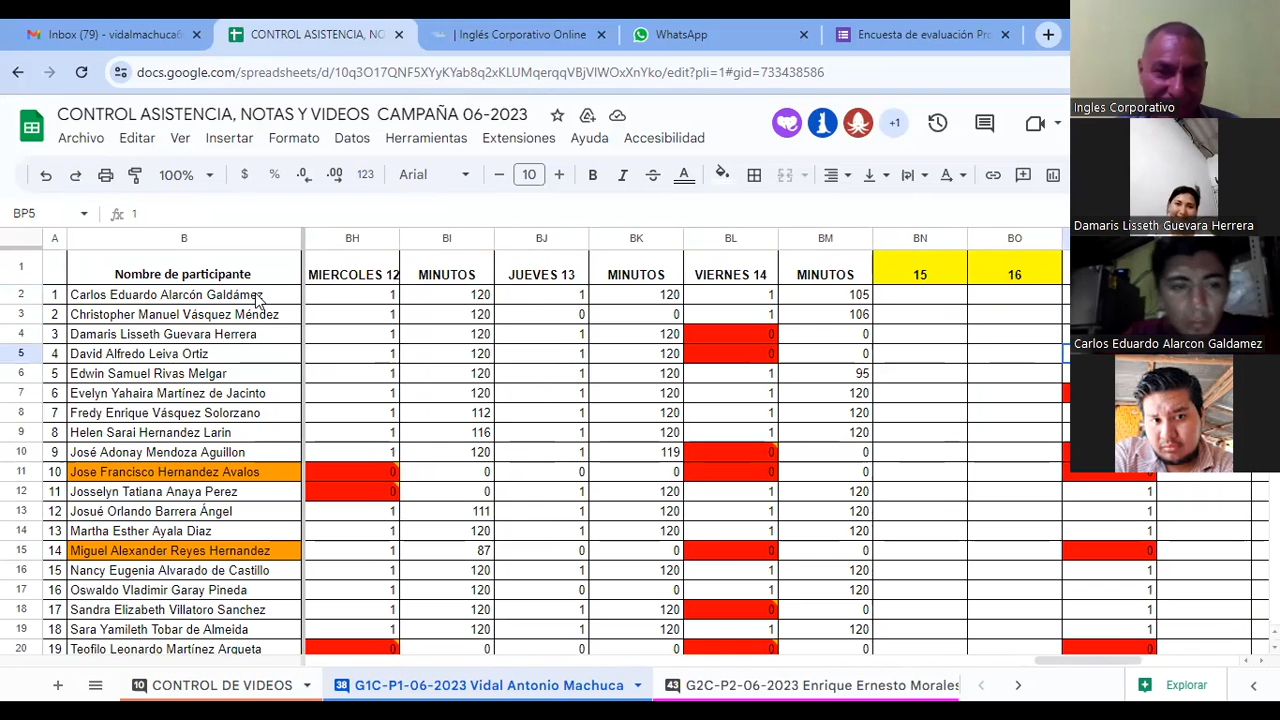 Inbox (79) - vidalmachuca6
CONTROL ASISTENCIA, NO
| Inglés Corporativo Online
WhatsApp
Encuesta de evaluación Pr
docs.google.com/spreadsheets/d/10q3O17QNF5XYyKYab8q2xKLUMqerqqVBjVIWOxXnYko/edit?pli=1#gid=733438586
CONTROL ASISTENCIA, NOTAS Y VIDEOS CAMPAÑA 06-2023
+1
Archivo Editar Ver Insertar Formato Datos Herramientas Extensiones Ayuda Accesibilidad
100% $ % .0 .00 123 Arial 10 B I S A
BP5 fx 1
A B BH BI BJ BK BL BM BN BO
1 Nombre de participante MIERCOLES 12 MINUTOS JUEVES 13 MINUTOS VIERNES 14 MINUTOS 15 16
2 1 Carlos Eduardo Alarcón Galdámez 1 120 1 120 1 105
3 2 Christopher Manuel Vásquez Méndez 1 120 0 0 1 106
4 3 Damaris Lisseth Guevara Herrera 1 120 1 120 0 0
5 4 David Alfredo Leiva Ortiz 1 120 1 120 0 0
6 5 Edwin Samuel Rivas Melgar 1 120 1 120 1 95
7 6 Evelyn Yahaira Martínez de Jacinto 1 120 1 120 1 120
8 7 Fredy Enrique Vásquez Solorzano 1 112 1 120 1 120
9 8 Helen Sarai Hernandez Larin 1 116 1 120 1 120
10 9 José Adonay Mendoza Aguillon 1 120 1 119 0 0
11 10 Jose Francisco Hernandez Avalos 0 0 0 0 0 0
12 11 Josselyn Tatiana Anaya Perez 0 0 1 120 1 120 1
13 12 Josué Orlando Barrera Ángel 1 111 1 120 1 120 1
14 13 Martha Esther Ayala Diaz 1 120 1 120 1 120 1
15 14 Miguel Alexander Reyes Hernandez 1 87 0 0 0 0 0
16 15 Nancy Eugenia Alvarado de Castillo 1 120 1 120 1 120 1
17 16 Oswaldo Vladimir Garay Pineda 1 120 0 0 1 120 1
18 17 Sandra Elizabeth Villatoro Sanchez 1 120 1 120 0 0 1
19 18 Sara Yamileth Tobar de Almeida 1 120 1 120 1 120 1
20 19 Teofilo Leonardo Martínez Arqueta 0 0 0 0 0 0 0
10 CONTROL DE VIDEOS 38 G1C-P1-06-2023 Vidal Antonio Machuca 43 G2C-P2-06-2023 Enrique Ernesto Morales
Explorar
Ingles Corporativo
Damaris Lisseth Guevara Herrera
Carlos Eduardo Alarcon Galdamez